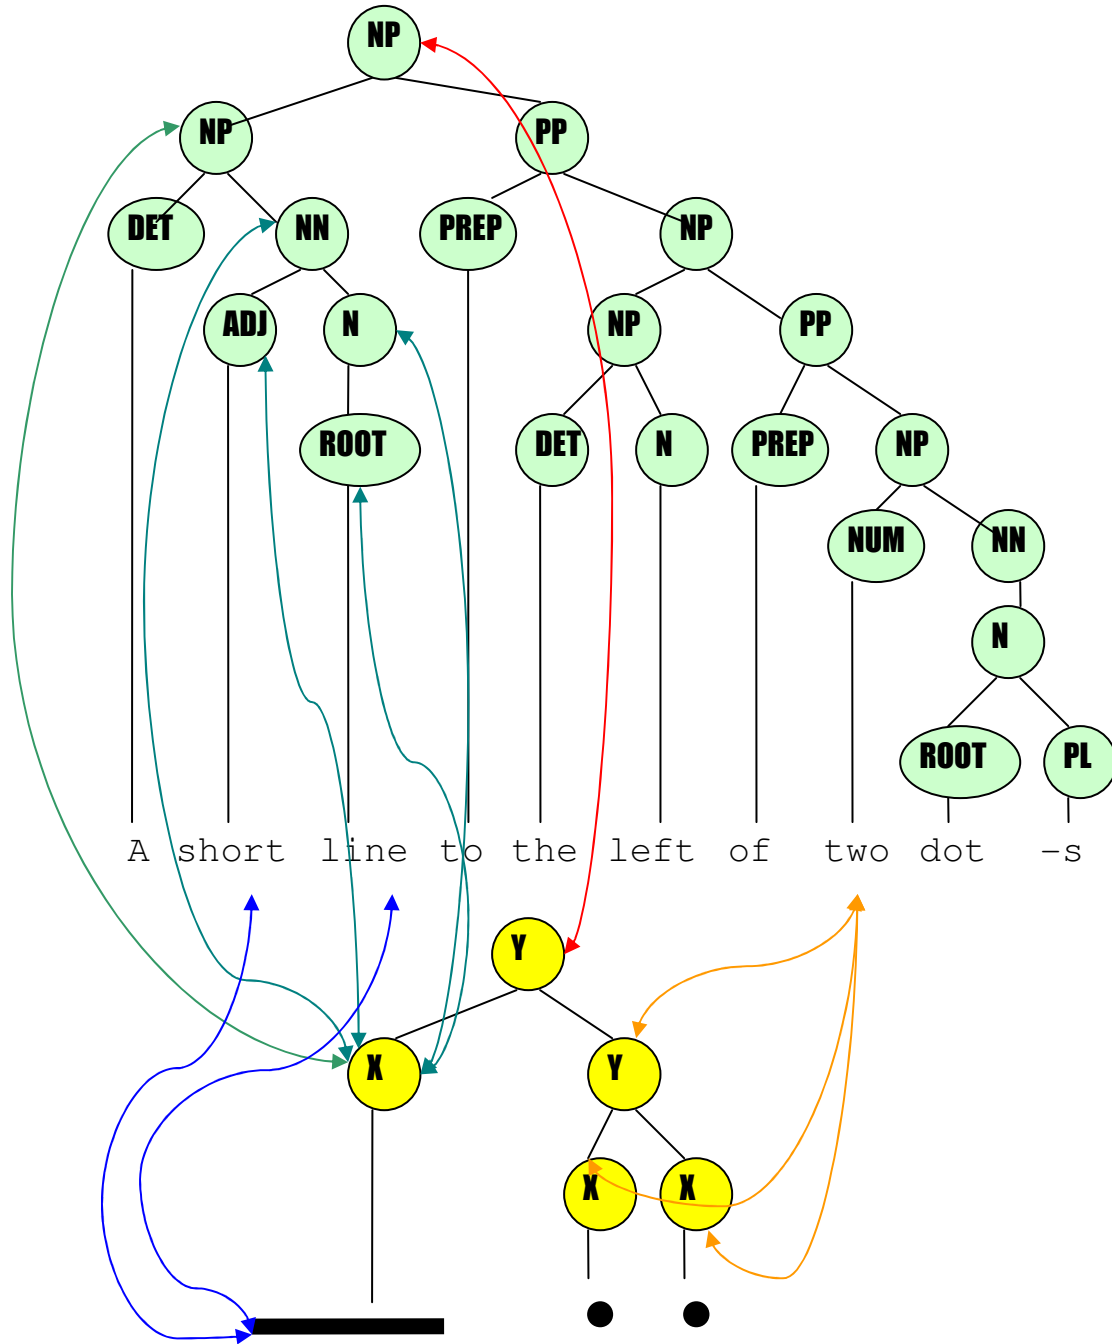 NP
NP PP
DET NN PREP NP
ADJ N NP PP
ROOT DET N PREP NP
NUM NN
N
ROOT PL
A short line to the left of two dot -s
Y
X Y
X X